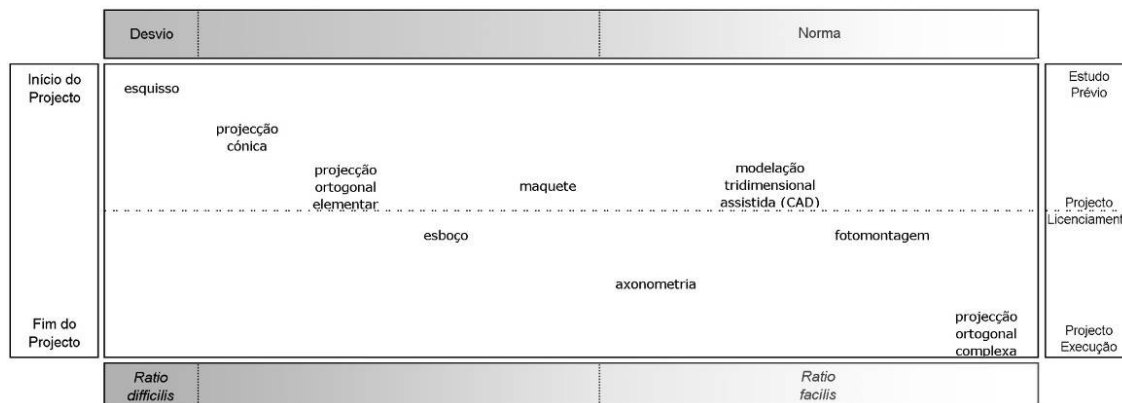 Desvio
Norma
Início do
Projecto
esquisso
Estudo
Prévio
projecção
cónica
projecção
ortogonal
elementar
maquete
modelação
tridimensional
assistida (CAD)
Projecto
Licenciament
esboço
fotomontagem
axonometria
Fim do
Projecto
projecção
ortogonal
complexa
Projecto
Execução
Ratio
difficilis
Ratio
facilis